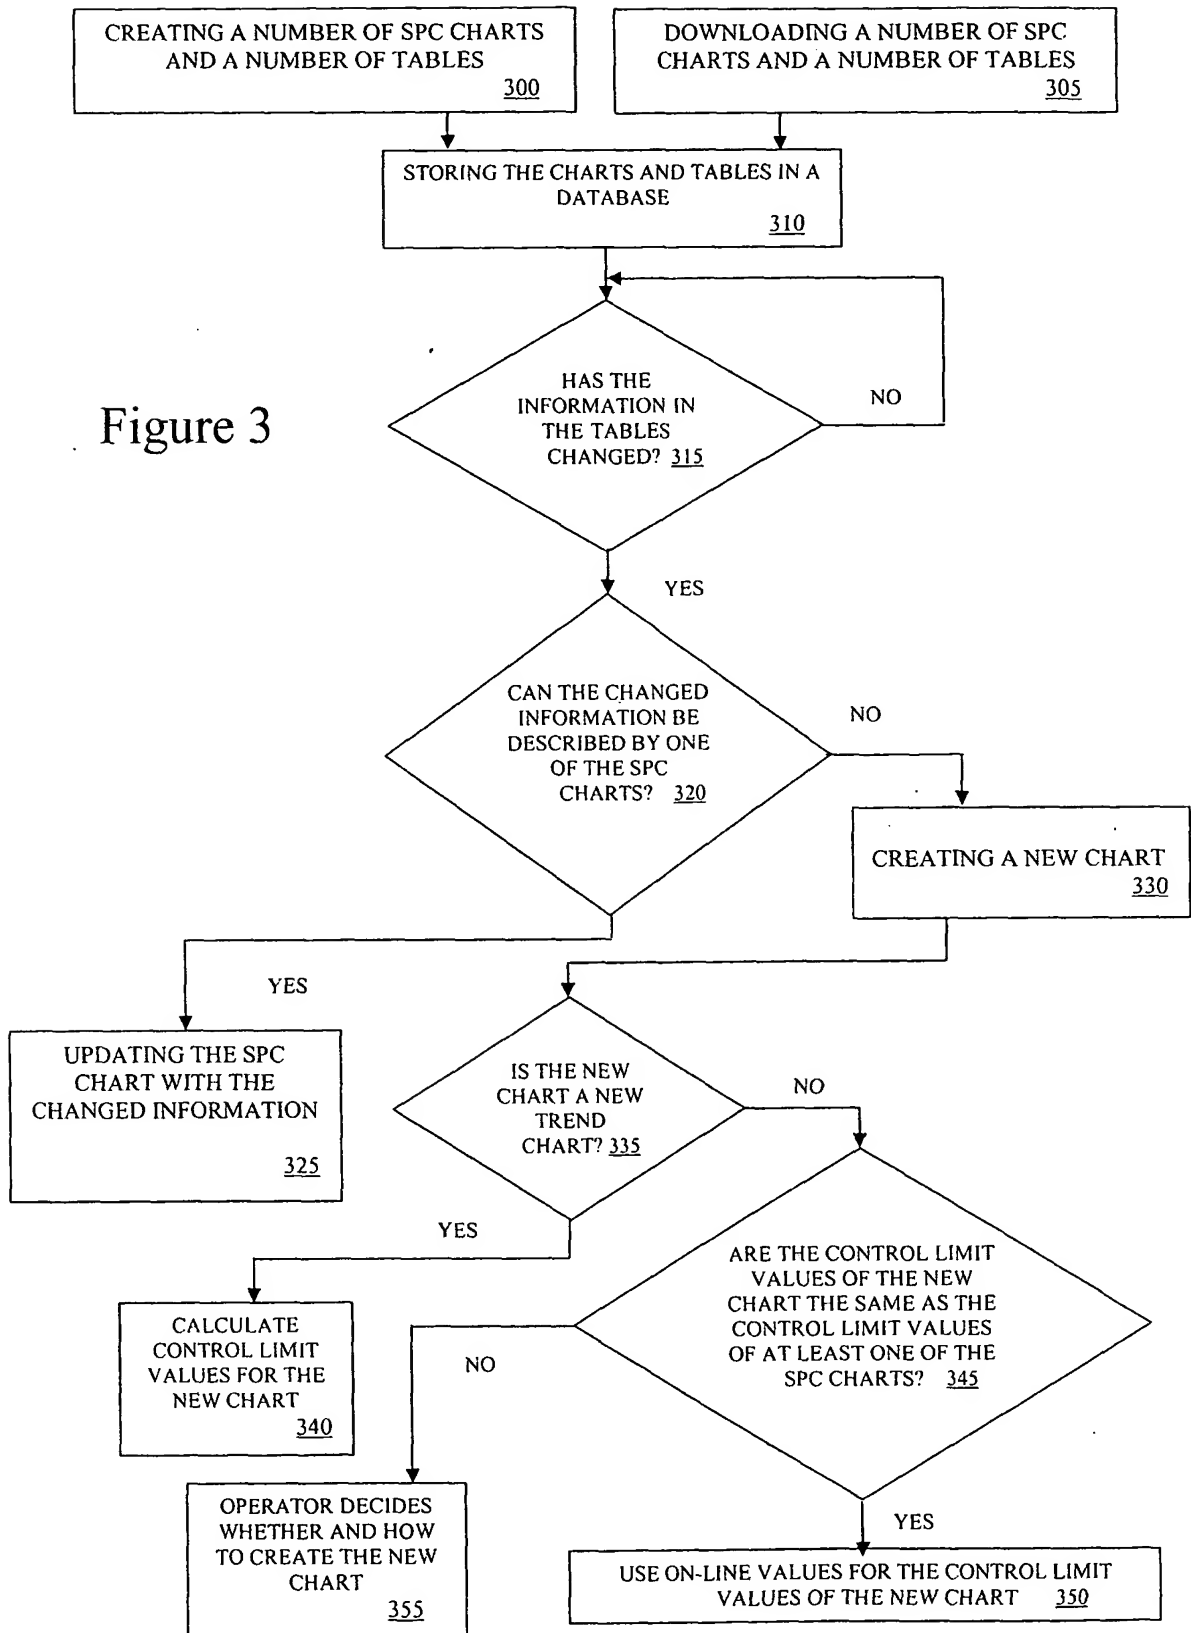 CREATING A NUMBER OF SPC CHARTS
AND A NUMBER OF TABLES
300
DOWNLOADING A NUMBER OF SPC
CHARTS AND A NUMBER OF TABLES
305
STORING THE CHARTS AND TABLES IN A
DATABASE
310
HAS THE
INFORMATION IN
THE TABLES
CHANGED? 315
NO
Figure 3
YES
CAN THE CHANGED
INFORMATION BE
DESCRIBED BY ONE
OF THE SPC
CHARTS? 320
NO
CREATING A NEW CHART
330
YES
UPDATING THE SPC
CHART WITH THE
CHANGED INFORMATION
325
IS THE NEW
CHART A NEW
TREND
CHART? 335
NO
YES
CALCULATE
CONTROL LIMIT
VALUES FOR THE
NEW CHART
340
ARE THE CONTROL LIMIT
VALUES OF THE NEW
CHART THE SAME AS THE
CONTROL LIMIT VALUES
OF AT LEAST ONE OF THE
SPC CHARTS? 345
NO
OPERATOR DECIDES
WHETHER AND HOW
TO CREATE THE NEW
CHART
355
YES
USE ON-LINE VALUES FOR THE CONTROL LIMIT
VALUES OF THE NEW CHART 350